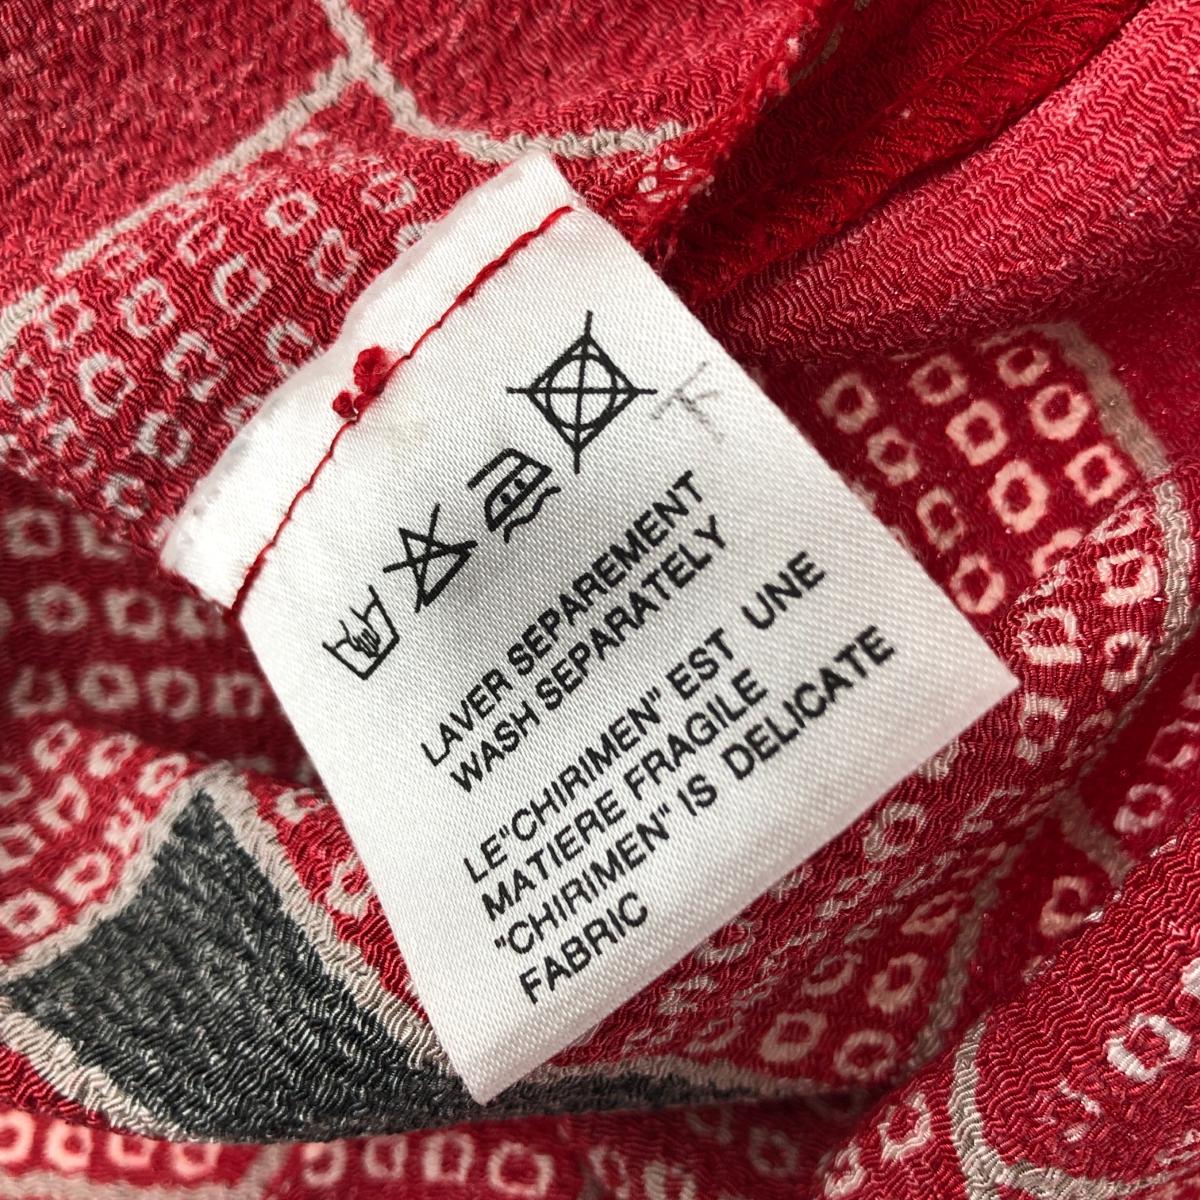 LAVER SEPAREMENT
WASH SEPARATELY
LE"CHIRIMEN" EST UNE
MATIERE FRAGILE
"CHIRIMEN" IS DELICATE
FABRIC